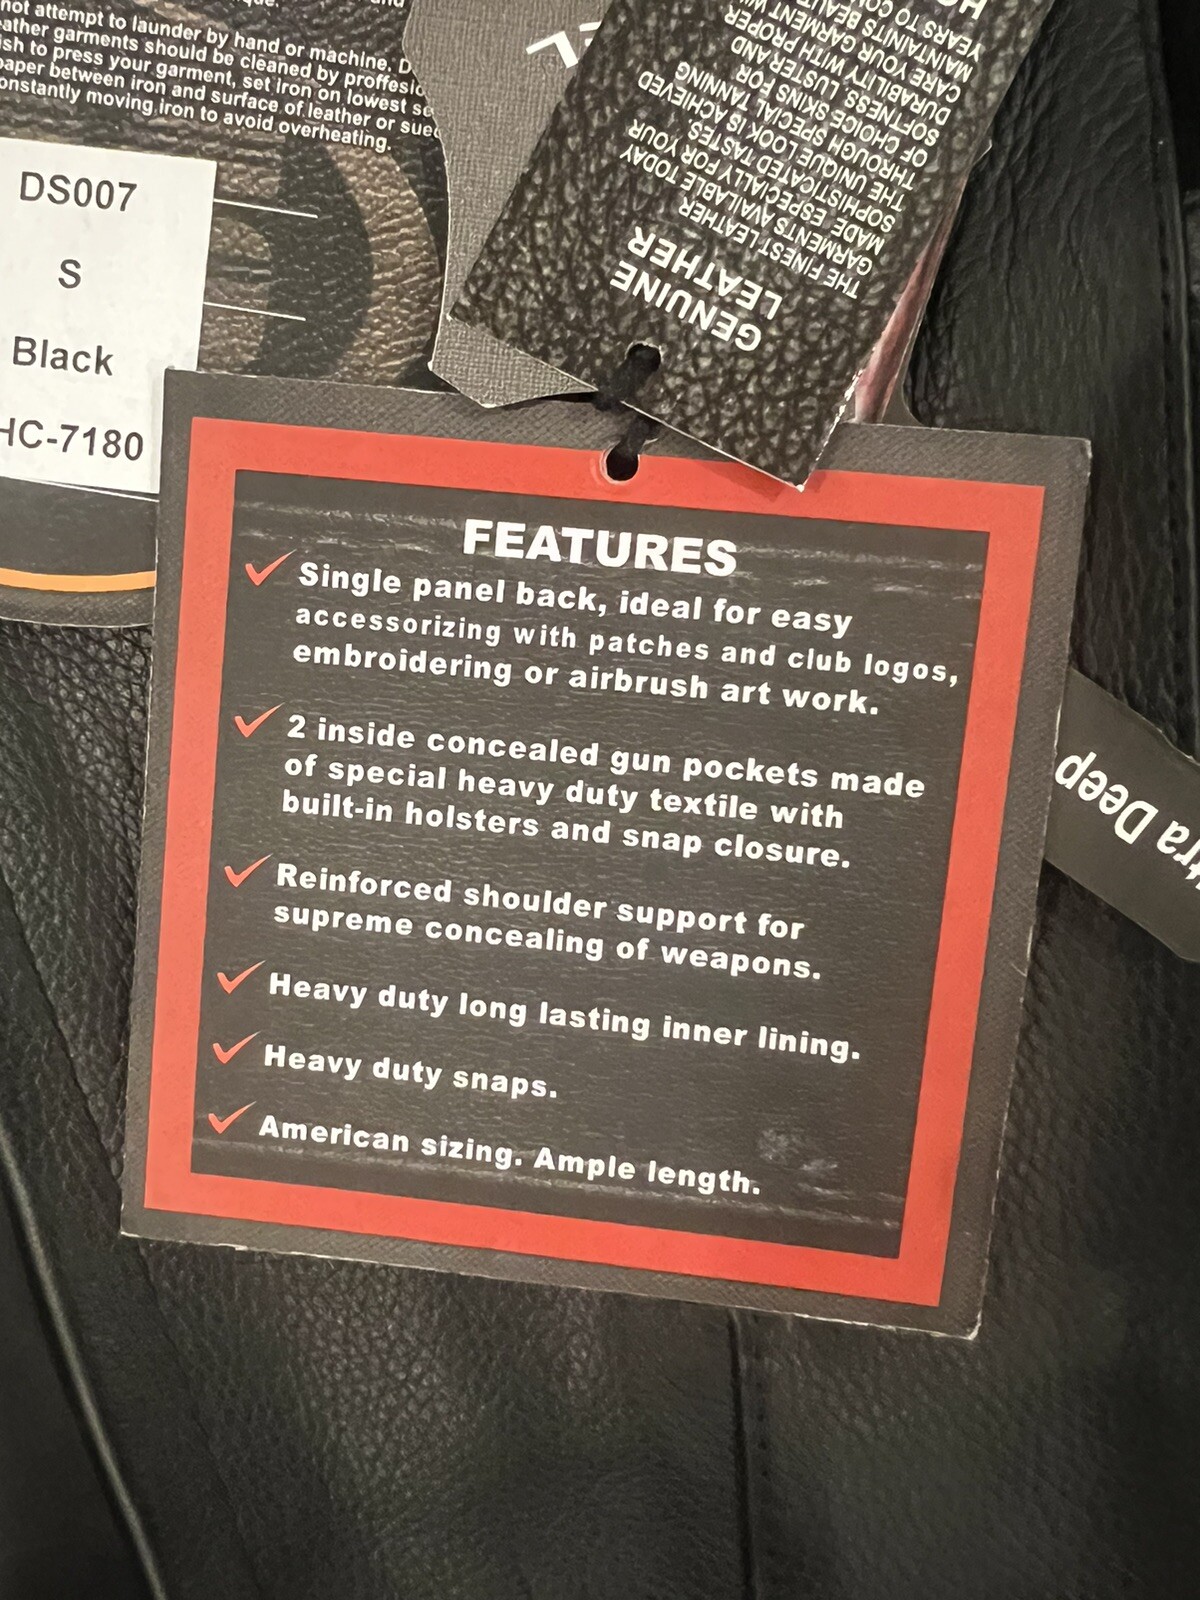 not attempt to launder by hand or machine.
garments should be cleaned by proffesio
to press your garment, set iron on lowest
paper between iron and surface of leather or
constantly moving iron to avoid overheating.
DS007
S
Black
HC-7180
GENUINE
LEATHER
THE FINEST LEATHER
GARMENTS AVAILABLE TODAY
MADE ESPECIALLY FOR YOUR
SOPHISTICATED TASTES.
THE UNIQUE LOOK IS ACHIEVED
THROUGH SPECIAL TANNING
OF CHOICE SKINS FOR
SOFTNESS, LUSTER AND
DURABILITY. WITH PROPER
CARE YOUR GARMENT
MAINTAIN ITS
YEARS TO
FEATURES
Single panel back, ideal for easy
accessorizing with patches and club logos,
embroidering or airbrush art work.
2 inside concealed gun pockets made
of special heavy duty textile with
built-in holsters and snap closure.
Reinforced shoulder support for
supreme concealing of weapons.
Heavy duty long lasting inner lining.
Heavy duty snaps.
American sizing. Ample length.
Deep